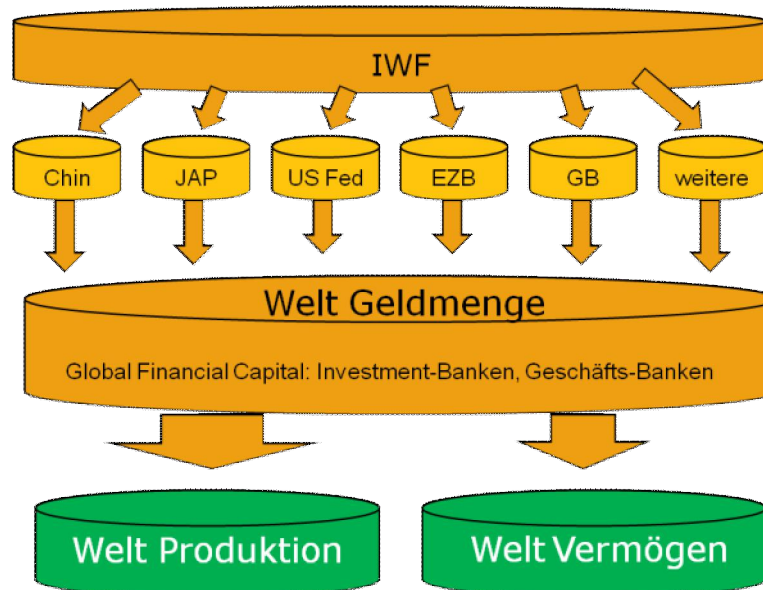 IWF
Chin
JAP
US Fed
EZB
GB
weitere
Welt Geldmenge
Global Financial Capital: Investment-Banken, Geschäfts-Banken
Welt Produktion
Welt Vermögen